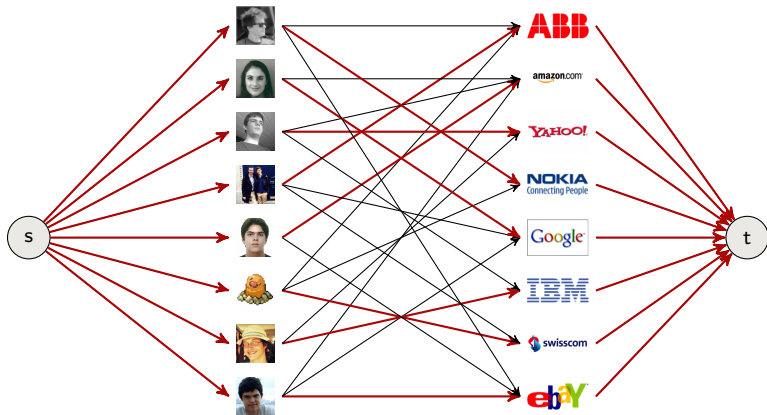 ABB
amazon.com
YAHOO!
NOKIA
Connecting People
s
Google
t
IBM
swisscom
ebaY